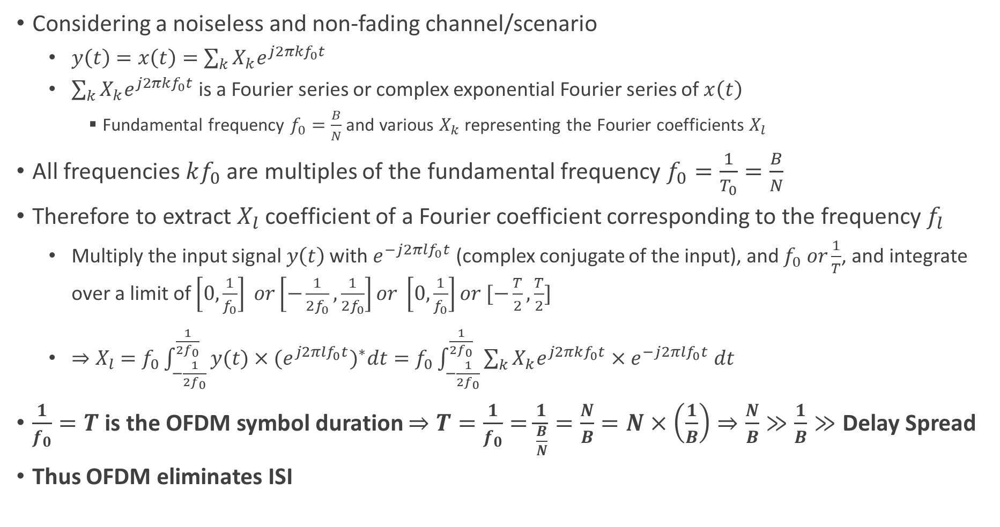 • Considering a noiseless and non-fading channel/scenario
• $y(t) = x(t) = \sum_k X_k e^{j2\pi k f_0 t}$
• $\sum_k X_k e^{j2\pi k f_0 t}$ is a Fourier series or complex exponential Fourier series of $x(t)$
▪ Fundamental frequency $f_0 = \frac{B}{N}$ and various $X_k$ representing the Fourier coefficients $X_l$
• All frequencies $kf_0$ are multiples of the fundamental frequency $f_0 = \frac{1}{T_0} = \frac{B}{N}$
• Therefore to extract $X_l$ coefficient of a Fourier coefficient corresponding to the frequency $f_l$
• Multiply the input signal $y(t)$ with $e^{-j2\pi l f_0 t}$ (complex conjugate of the input), and $f_0$ or $\frac{1}{T}$, and integrate
over a limit of $\left[0, \frac{1}{f_0}\right]$ or $\left[-\frac{1}{2f_0}, \frac{1}{2f_0}\right]$ or $\left[0, \frac{1}{f_0}\right]$ or $[-\frac{T}{2}, \frac{T}{2}]$
• $\Rightarrow X_l = f_0 \int_{-\frac{1}{2f_0}}^{\frac{1}{2f_0}} y(t) \times (e^{j2\pi l f_0 t})^* dt = f_0 \int_{-\frac{1}{2f_0}}^{\frac{1}{2f_0}} \sum_k X_k e^{j2\pi k f_0 t} \times e^{-j2\pi l f_0 t} \, dt$
• $\frac{1}{f_0} = T$ is the OFDM symbol duration $\Rightarrow T = \frac{1}{f_0} = \frac{1}{\frac{B}{N}} = \frac{N}{B} = N \times \left(\frac{1}{B}\right) \Rightarrow \frac{N}{B} \gg \frac{1}{B} \gg$ Delay Spread
• Thus OFDM eliminates ISI